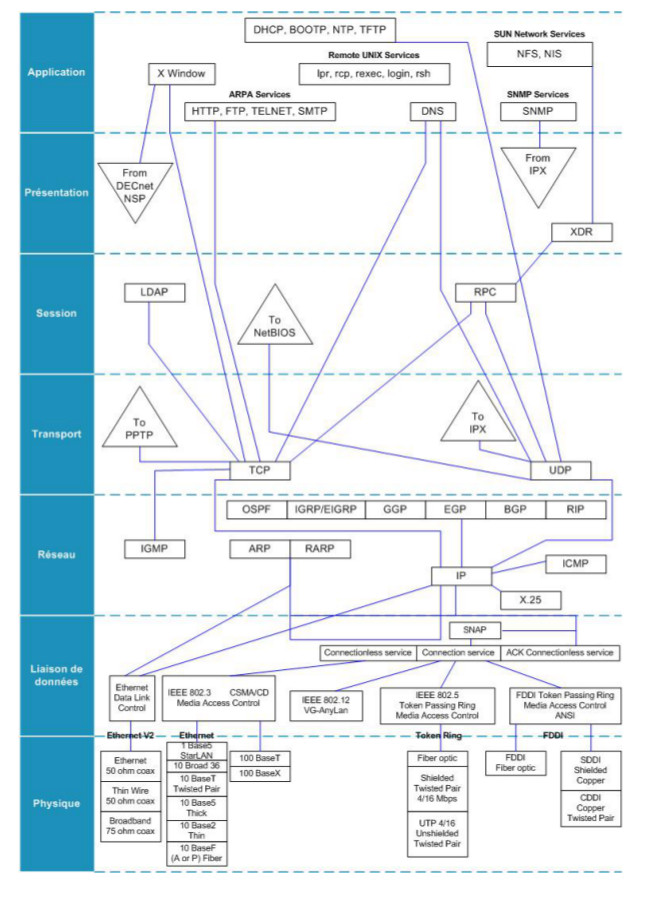 DHCP, BOOTP, NTP, TFTP
SUN Network Services
NFS, NIS
Remote UNIX Services
lpr, rcp, rexec, login, rsh
Application
X Window
ARPA Services
HTTP, FTP, TELNET, SMTP
DNS
SNMP Services
SNMP
Présentation
From
DECnet
NSP
From
IPX
XDR
Session
LDAP
To
NetBIOS
RPC
Transport
To
PPTP
To
IPX
TCP
UDP
Réseau
OSPF
IGRP/EIGRP
GGP
EGP
BGP
RIP
IGMP
ARP
RARP
IP
ICMP
X.25
Liaison de
données
SNAP
Connectionless service
Connection service
ACK Connectionless service
Ethernet
Data Link
Control
IEEE 802.3 CSMA/CD
Media Access Control
IEEE 802.12
VG-AnyLan
IEEE 802.5
Token Passing Ring
Media Access Control
FDDI Token Passing Ring
Media Access Control
ANSI
Physique
Ethernet V2
Ethernet
50 ohm coax
Thin Wire
50 ohm coax
Broadband
75 ohm coax
Ethernet
1 Base5
StarLAN
10 Broad 36
10 BaseT
Twisted Pair
10 Base5
Thick
10 Base2
Thin
10 BaseF
(A or P) Fiber
100 BaseT
100 BaseX
Token Ring
Fiber optic
Shielded
Twisted Pair
4/16 Mbps
UTP 4/16
Unshielded
Twisted Pair
FDDI
FDDI
Fiber optic
SDDI
Shielded
Copper
CDDI
Copper
Twisted Pair